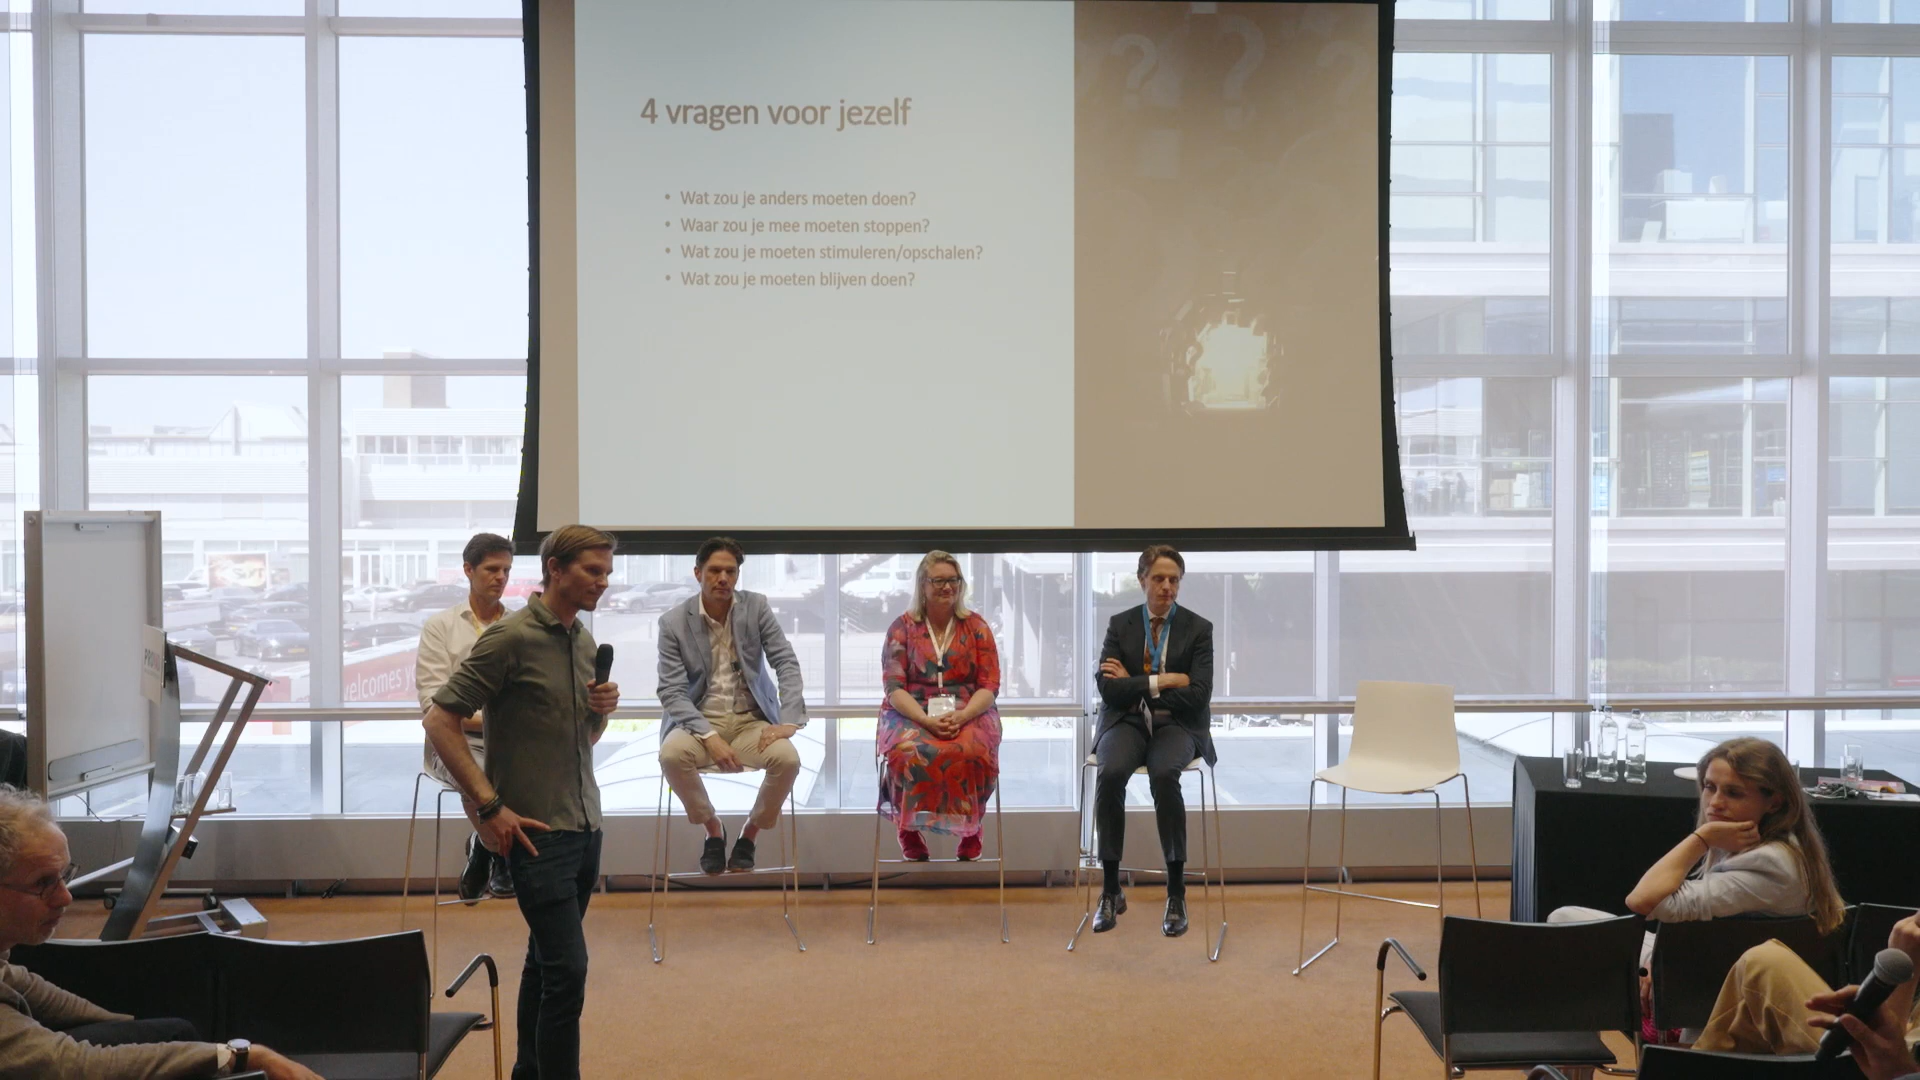 4 vragen voor jezelf
• Wat zou je anders moeten doen?
• Waar zou je mee moeten stoppen?
• Wat zou je moeten stimuleren/opschalen?
• Wat zou je moeten blijven doen?